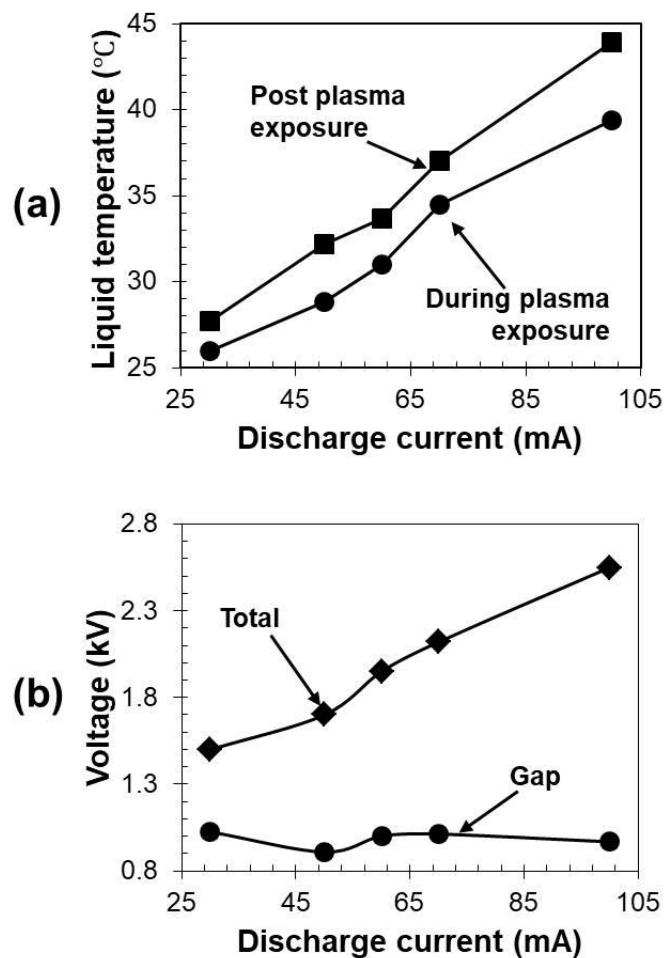 (a)
Liquid temperature (°C)
45
40
35
30
25
Post plasma
exposure
During plasma
exposure
25
45
65
85
105
Discharge current (mA)
(b)
Voltage (kV)
2.8
2.3
1.8
1.3
0.8
Total
Gap
25
45
65
85
105
Discharge current (mA)